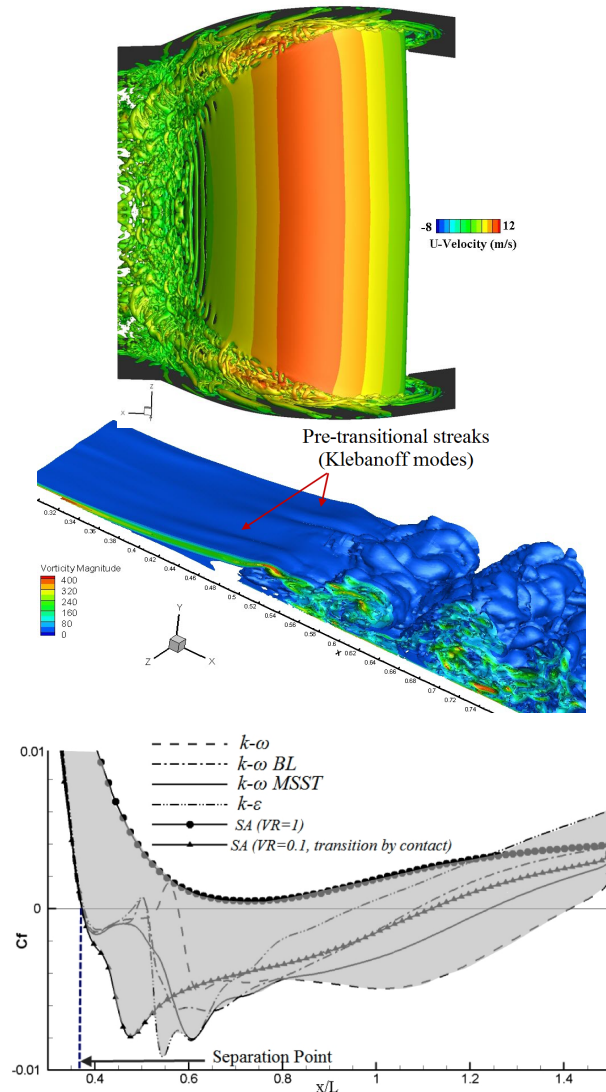 -8 12
U-Velocity (m/s)
z
x
Pre-transitional streaks
(Klebanoff modes)
0.32
0.34
0.36
0.38
0.4
0.42
0.44
0.46
0.48
0.5
0.52
0.54
0.56
0.58
0.6
0.62
0.64
0.66
0.68
0.7
0.72
0.74
x
Vorticity Magnitude
400
320
240
160
80
0
Y
Z X
0.01
k-ω
k-ω BL
k-ω MSST
k-ε
SA (VR=1)
SA (VR=0.1, transition by contact)
0
Cf
Separation Point
-0.01
0.4 0.6 0.8 1 1.2 1.4
x/L